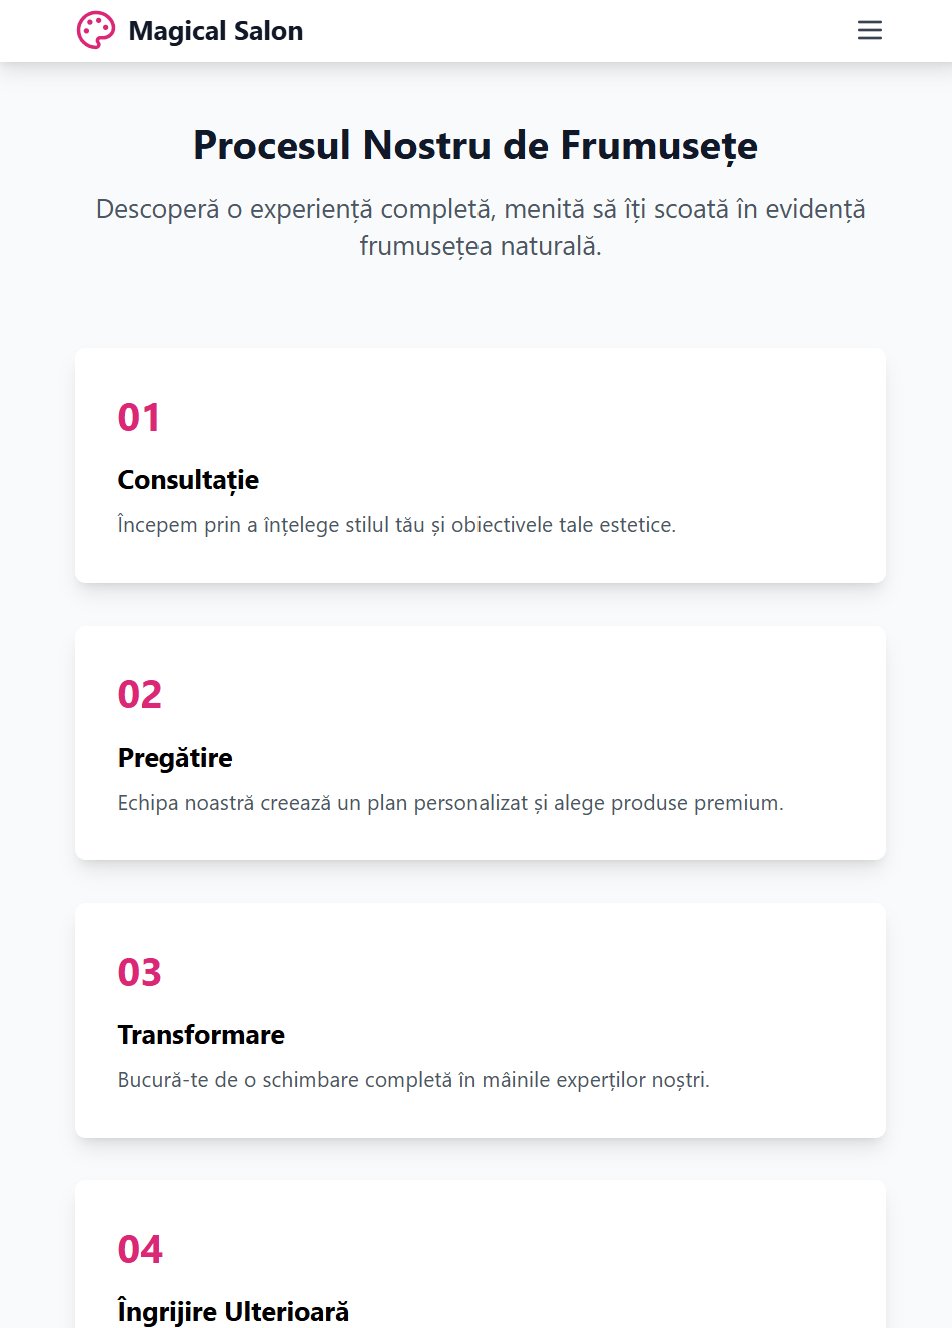 Magical Salon
Procesul Nostru de Frumusețe
Descoperă o experiență completă, menită să îți scoată în evidență
frumusețea naturală.
01
Consultație
Începem prin a înțelege stilul tău și obiectivele tale estetice.
02
Pregătire
Echipa noastră creează un plan personalizat și alege produse premium.
03
Transformare
Bucură-te de o schimbare completă în mâinile experților noștri.
04
Îngrijire Ulterioară